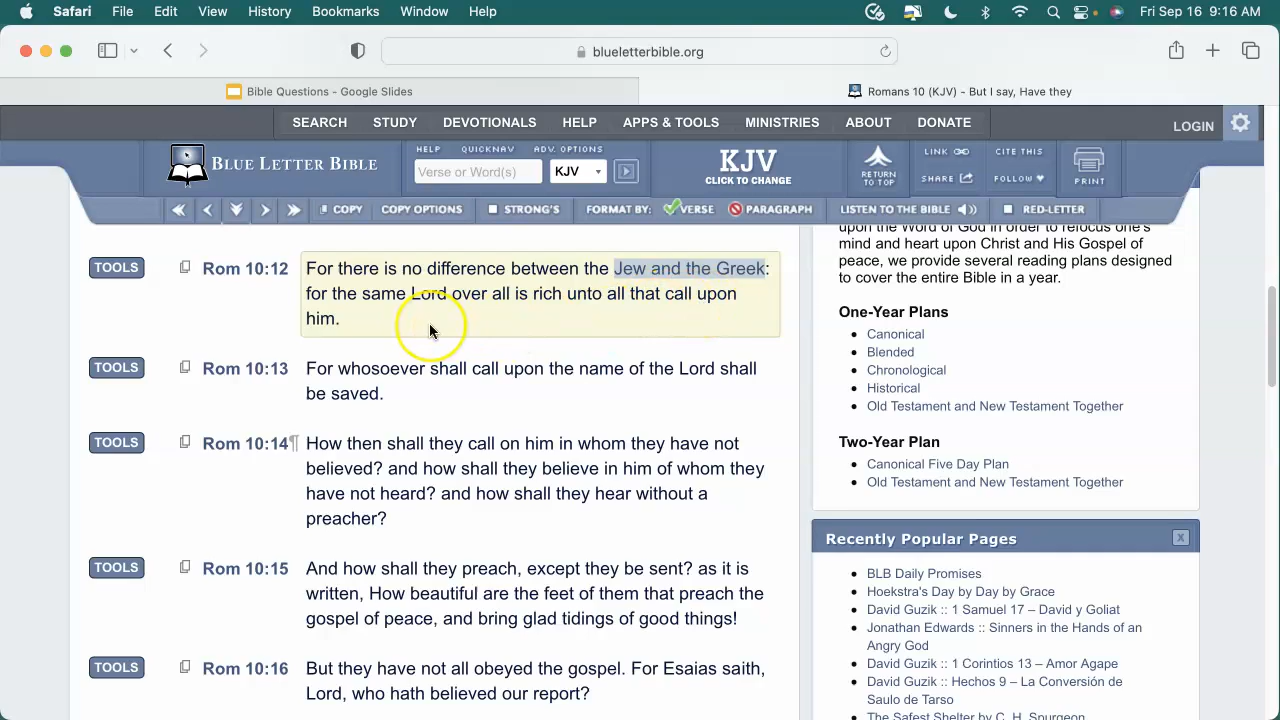 Safari File Edit View History Bookmarks Window Help Fri Sep 16 9:16 AM
blueletterbible.org
Bible Questions - Google Slides
Romans 10 (KJV) - But I say, Have they
SEARCH STUDY DEVOTIONALS HELP APPS & TOOLS MINISTRIES ABOUT DONATE LOGIN
BLUE LETTER BIBLE
HELP QUICKNAV ADV. OPTIONS
Verse or Word(s) KJV
KJV
CLICK TO CHANGE
RETURN
TO TOP
LINK CITE THIS
SHARE FOLLOW
PRINT
COPY COPY OPTIONS STRONG'S FORMAT BY: VERSE PARAGRAPH LISTEN TO THE BIBLE RED-LETTER
TOOLS Rom 10:12 For there is no difference between the Jew and the Greek:
for the same Lord over all is rich unto all that call upon
him.
TOOLS Rom 10:13 For whosoever shall call upon the name of the Lord shall
be saved.
TOOLS Rom 10:14¶ How then shall they call on him in whom they have not
believed? and how shall they believe in him of whom they
have not heard? and how shall they hear without a
preacher?
TOOLS Rom 10:15 And how shall they preach, except they be sent? as it is
written, How beautiful are the feet of them that preach the
gospel of peace, and bring glad tidings of good things!
TOOLS Rom 10:16 But they have not all obeyed the gospel. For Esaias saith,
Lord, who hath believed our report?
upon the Word of God in order to refocus one's
mind and heart upon Christ and His Gospel of
peace, we provide several reading plans designed
to cover the entire Bible in a year.
One-Year Plans
Canonical
Blended
Chronological
Historical
Old Testament and New Testament Together
Two-Year Plan
Canonical Five Day Plan
Old Testament and New Testament Together
Recently Popular Pages X
BLB Daily Promises
Hoekstra's Day by Day by Grace
David Guzik :: 1 Samuel 17 – David y Goliat
Jonathan Edwards :: Sinners in the Hands of an
Angry God
David Guzik :: 1 Corintios 13 – Amor Agape
David Guzik :: Hechos 9 – La Conversión de
Saulo de Tarso
The Safest Shelter by C. H. Spurgeon